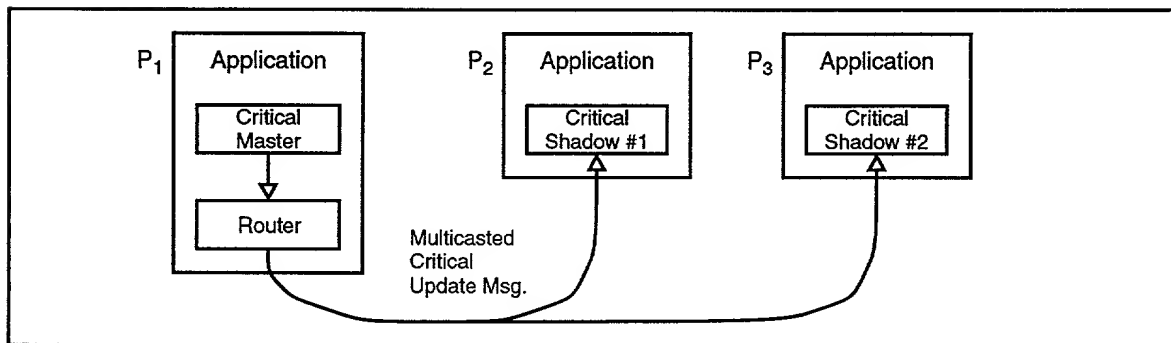 P1
Application
Critical
Master
Router
P2
Application
Critical
Shadow #1
P3
Application
Critical
Shadow #2
Multicasted
Critical
Update Msg.